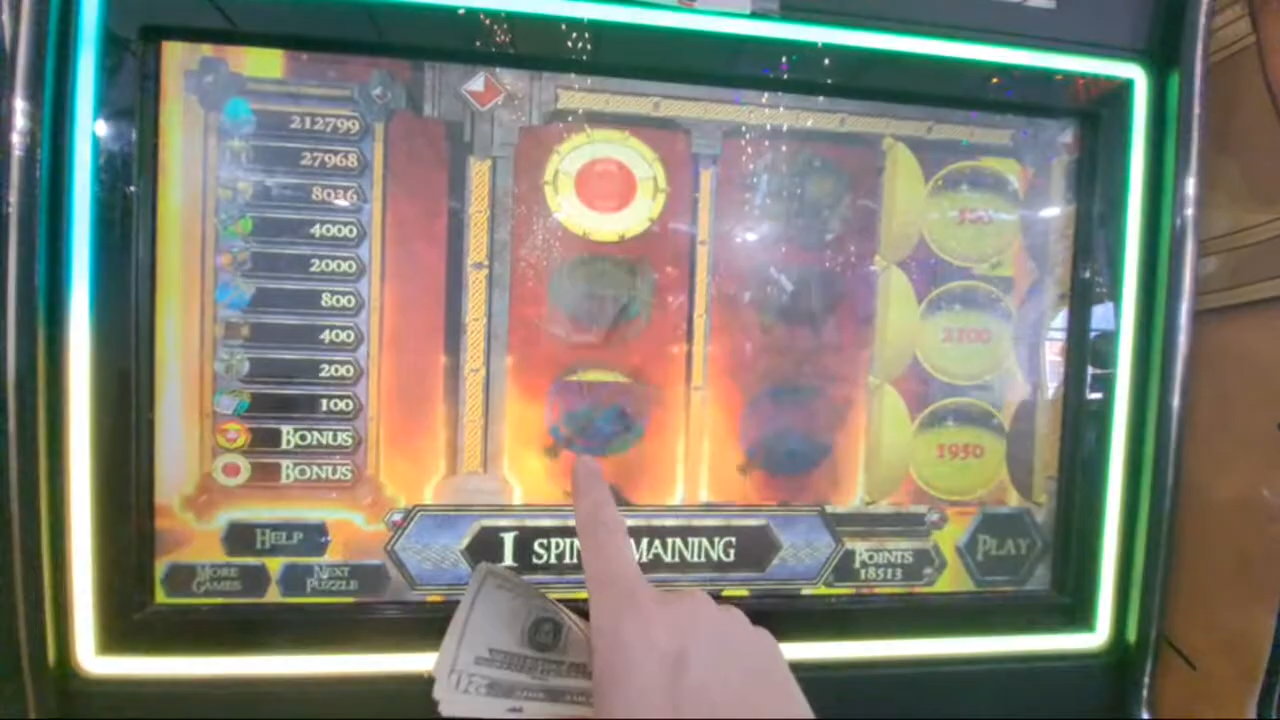 212799
27968
8036
4000
2000
800
400
200
100
BONUS
BONUS
2200
1950
1 SPIN MAINING
HELP
MORE GAMES
NEXT PUZZLE
POINTS
18513
PLAY